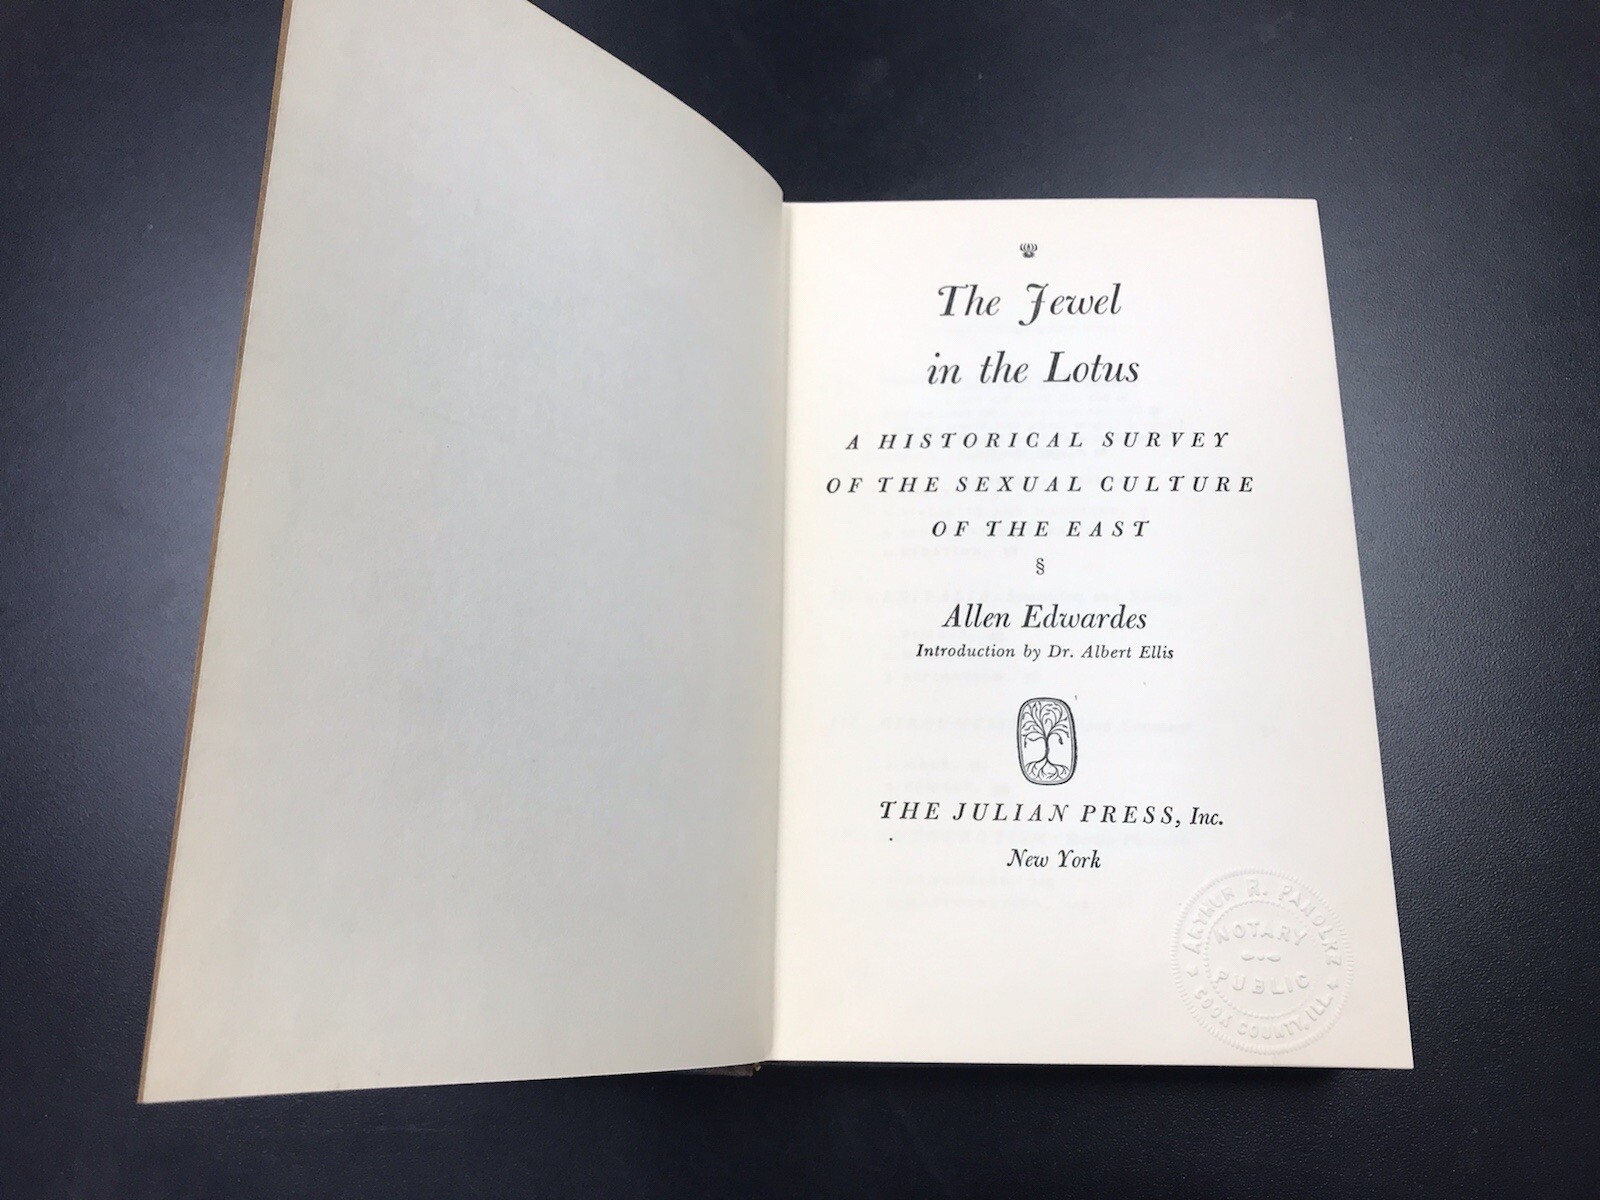 The Jewel
in the Lotus
A HISTORICAL SURVEY
OF THE SEXUAL CULTURE
OF THE EAST
§
Allen Edwardes
Introduction by Dr. Albert Ellis
THE JULIAN PRESS, Inc.
New York
ARTHUR R.
NOTARY
PUBLIC
COOK COUNTY, ILL.